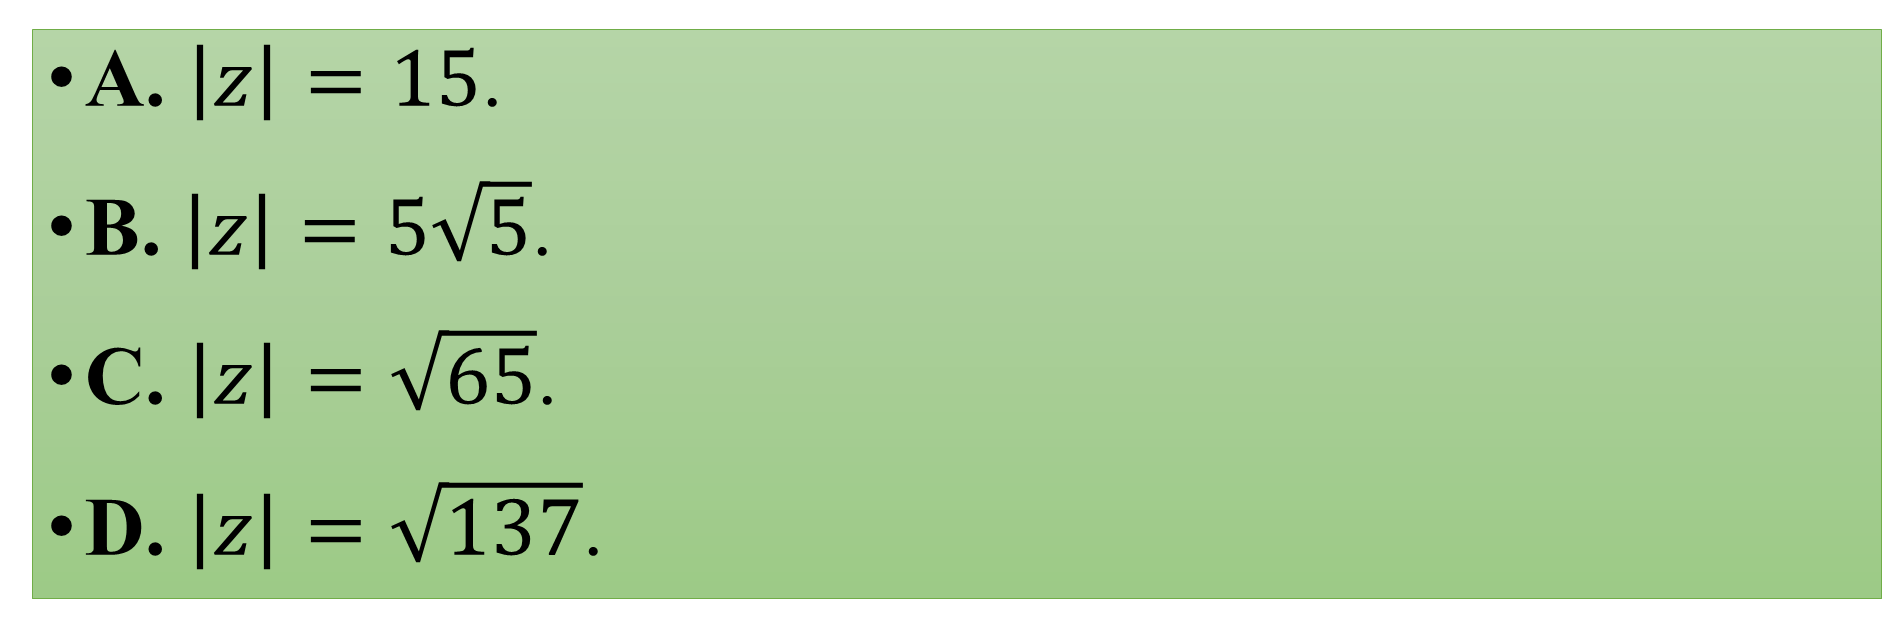 • A. |z| = 15.
• B. |z| = 5√5.
• C. |z| = √65.
• D. |z| = √137.